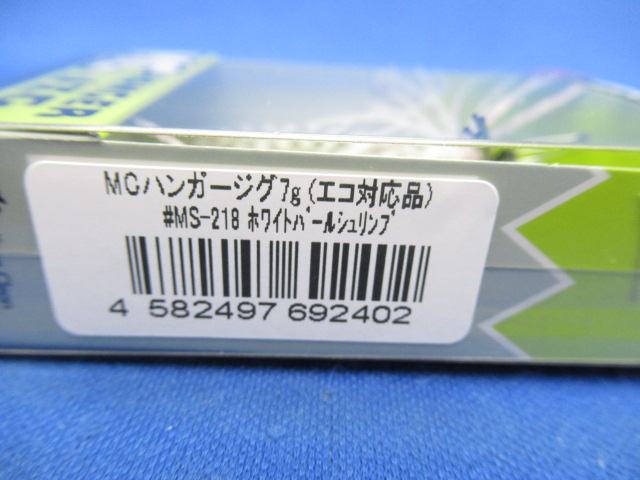 MCハンガージグ7g(エコ対応品)
#MS-218 ホワイトパールシュリンプ
4 582497 692402